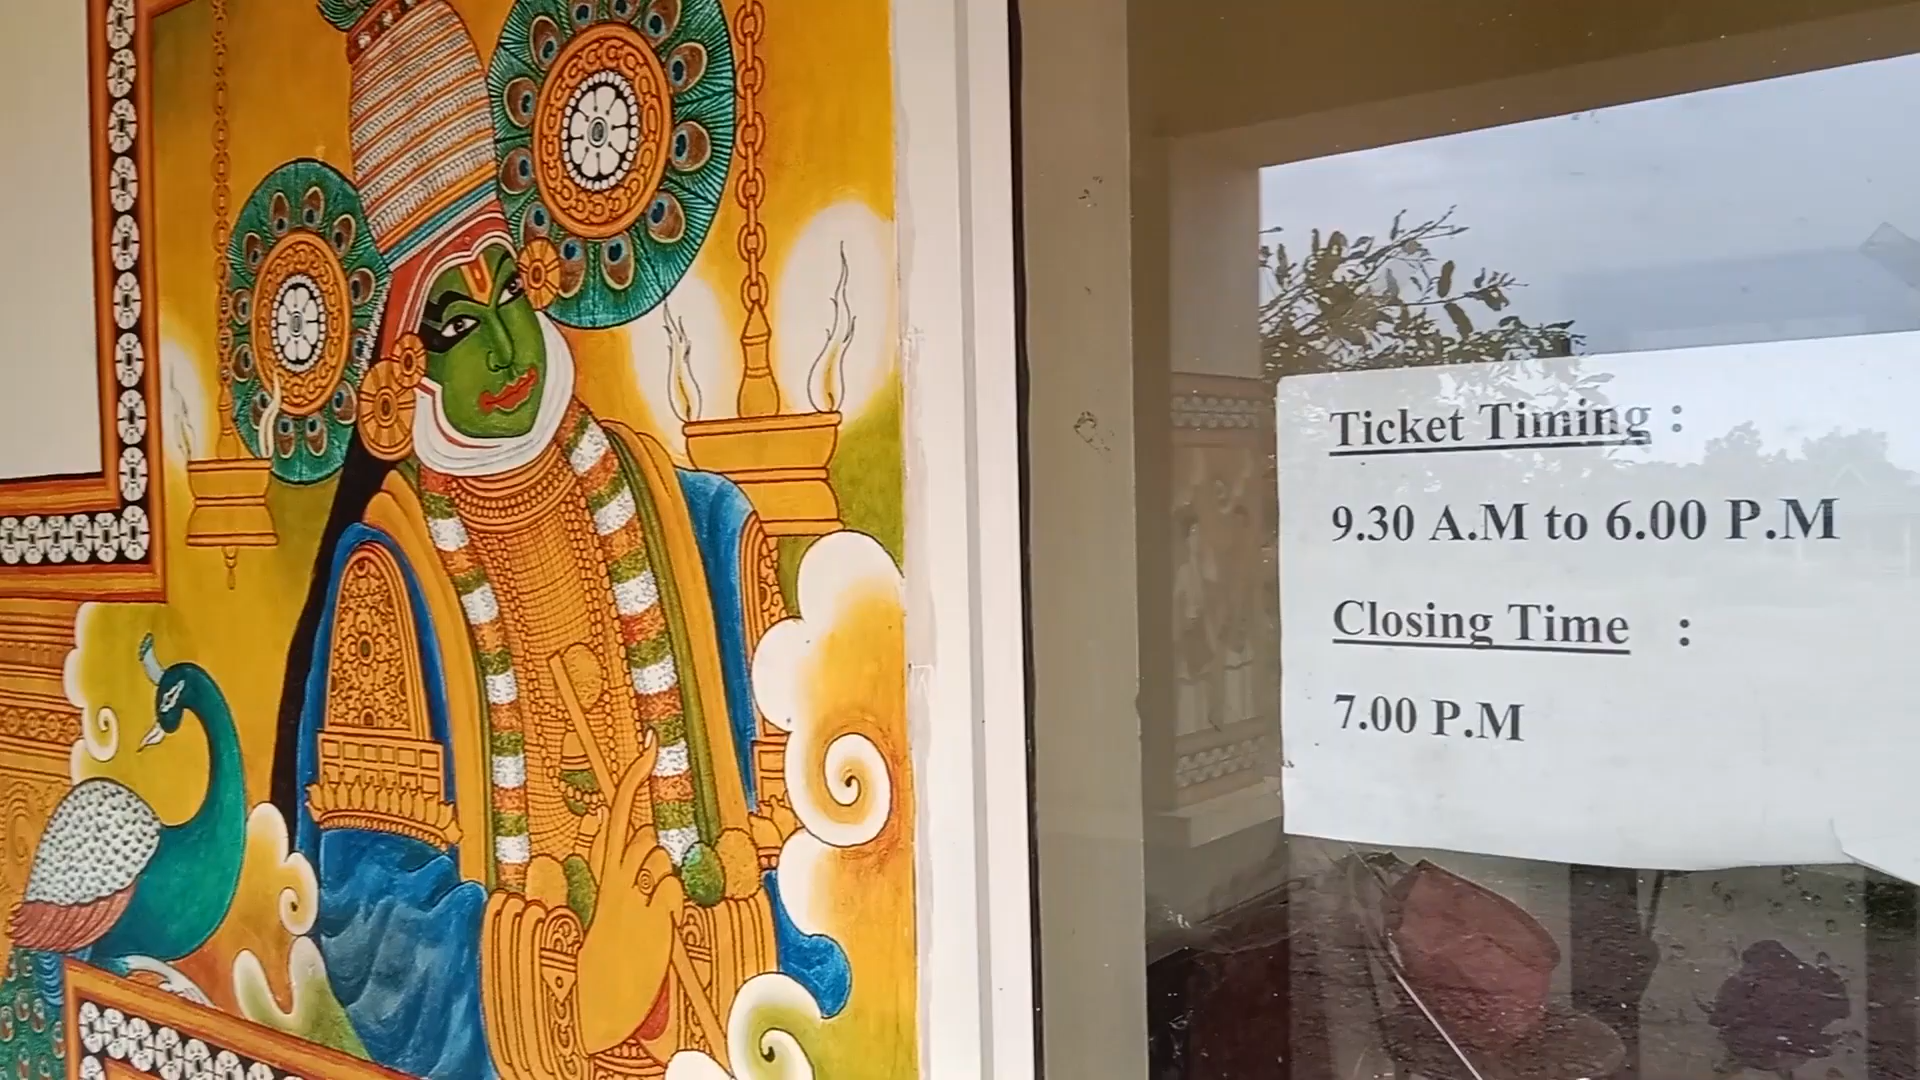 Ticket Timing :
9.30 A.M to 6.00 P.M
Closing Time :
7.00 P.M